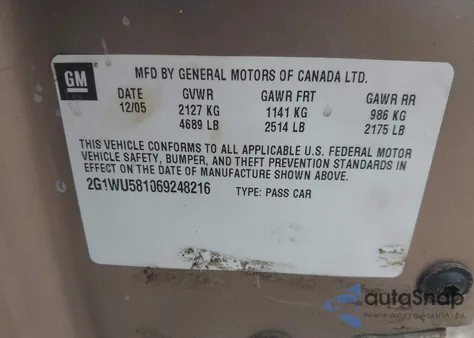 GM
MFD BY GENERAL MOTORS OF CANADA LTD.
DATE GVWR GAWR FRT GAWR RR
12/05 2127 KG 1141 KG 986 KG
4689 LB 2514 LB 2175 LB
THIS VEHICLE CONFORMS TO ALL APPLICABLE U.S. FEDERAL MOTOR
VEHICLE SAFETY, BUMPER, AND THEFT PREVENTION STANDARDS IN
EFFECT ON THE DATE OF MANUFACTURE SHOWN ABOVE.
2G1WU581069248216 TYPE: PASS CAR
autoSnap